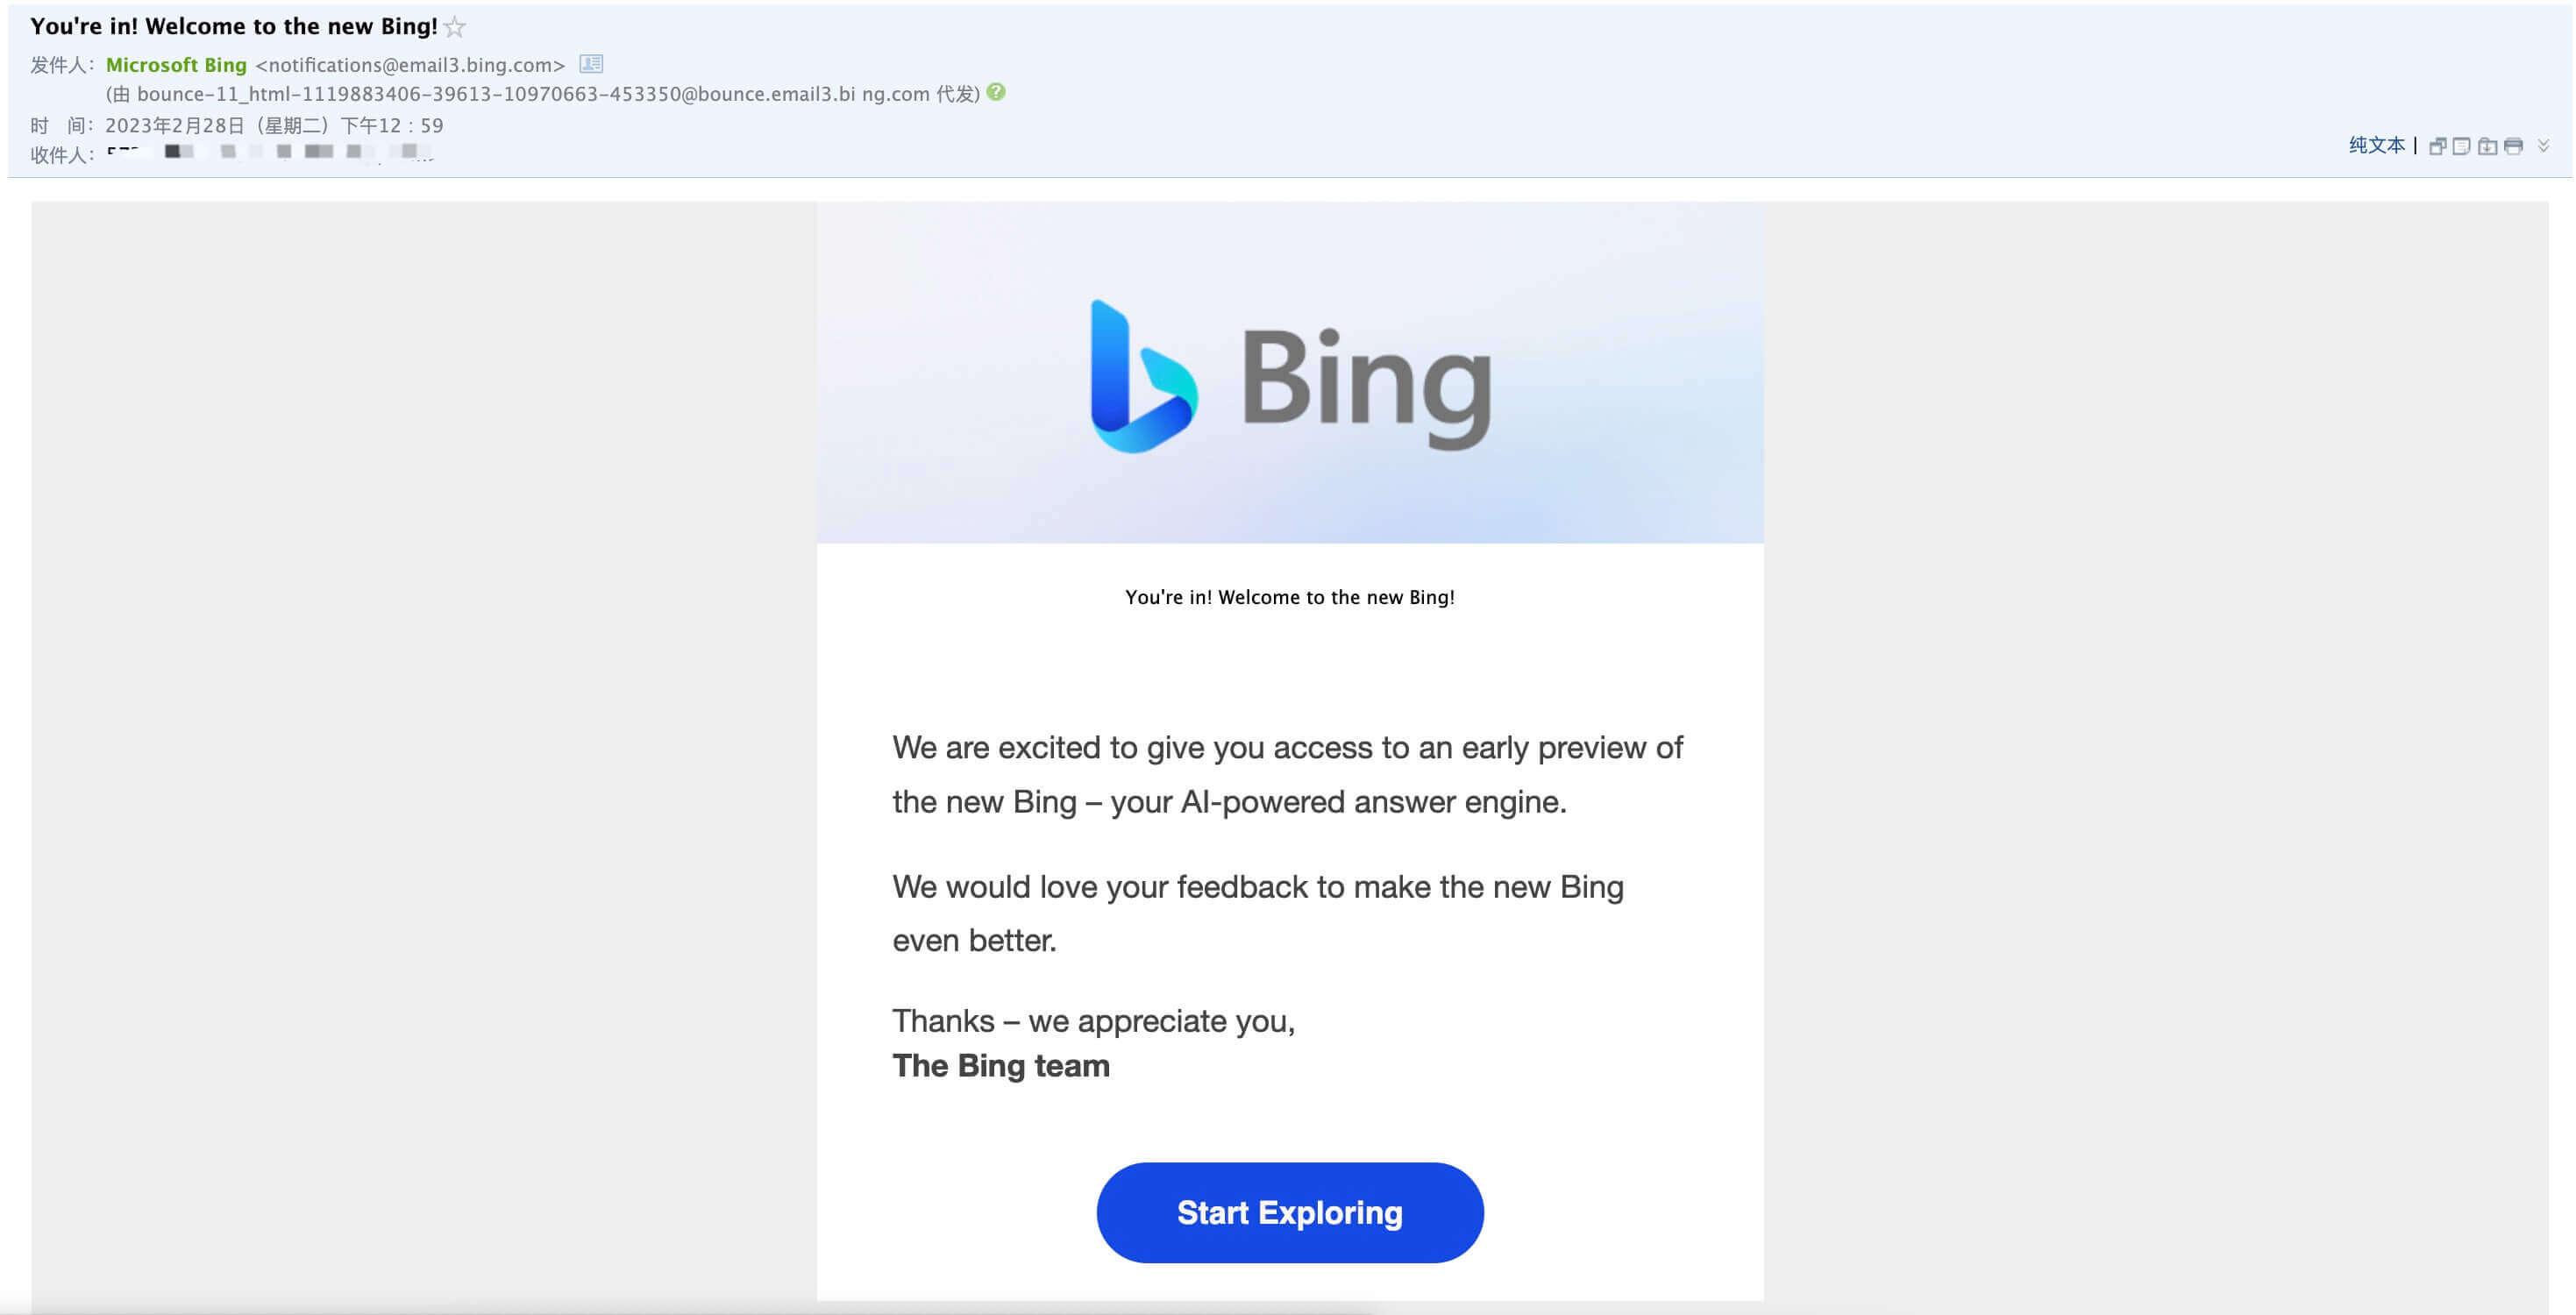 You're in! Welcome to the new Bing!
发件人： Microsoft Bing <notifications@email3.bing.com>
(由 bounce-11_html-1119883406-39613-10970663-453350@bounce.email3.bi ng.com 代发) ?
时 间： 2023年2月28日（星期二）下午12：59
收件人：
纯文本 |
Bing
You're in! Welcome to the new Bing!
We are excited to give you access to an early preview of
the new Bing – your AI-powered answer engine.
We would love your feedback to make the new Bing
even better.
Thanks – we appreciate you,
The Bing team
Start Exploring